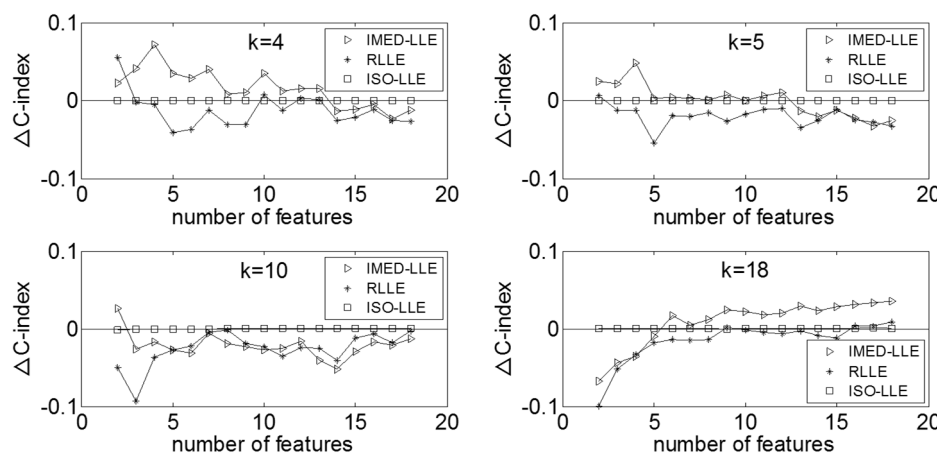 0.1
k=4
IMED-LLE
RLLE
ISO-LLE
0
ΔC-index
-0.1
0 5 10 15 20
number of features
0.1
k=5
IMED-LLE
RLLE
ISO-LLE
0
ΔC-index
-0.1
0 5 10 15 20
number of features
0.1
k=10
IMED-LLE
RLLE
ISO-LLE
0
ΔC-index
-0.1
0 5 10 15 20
number of features
0.1
k=18
0
ΔC-index
IMED-LLE
RLLE
ISO-LLE
-0.1
0 5 10 15 20
number of features